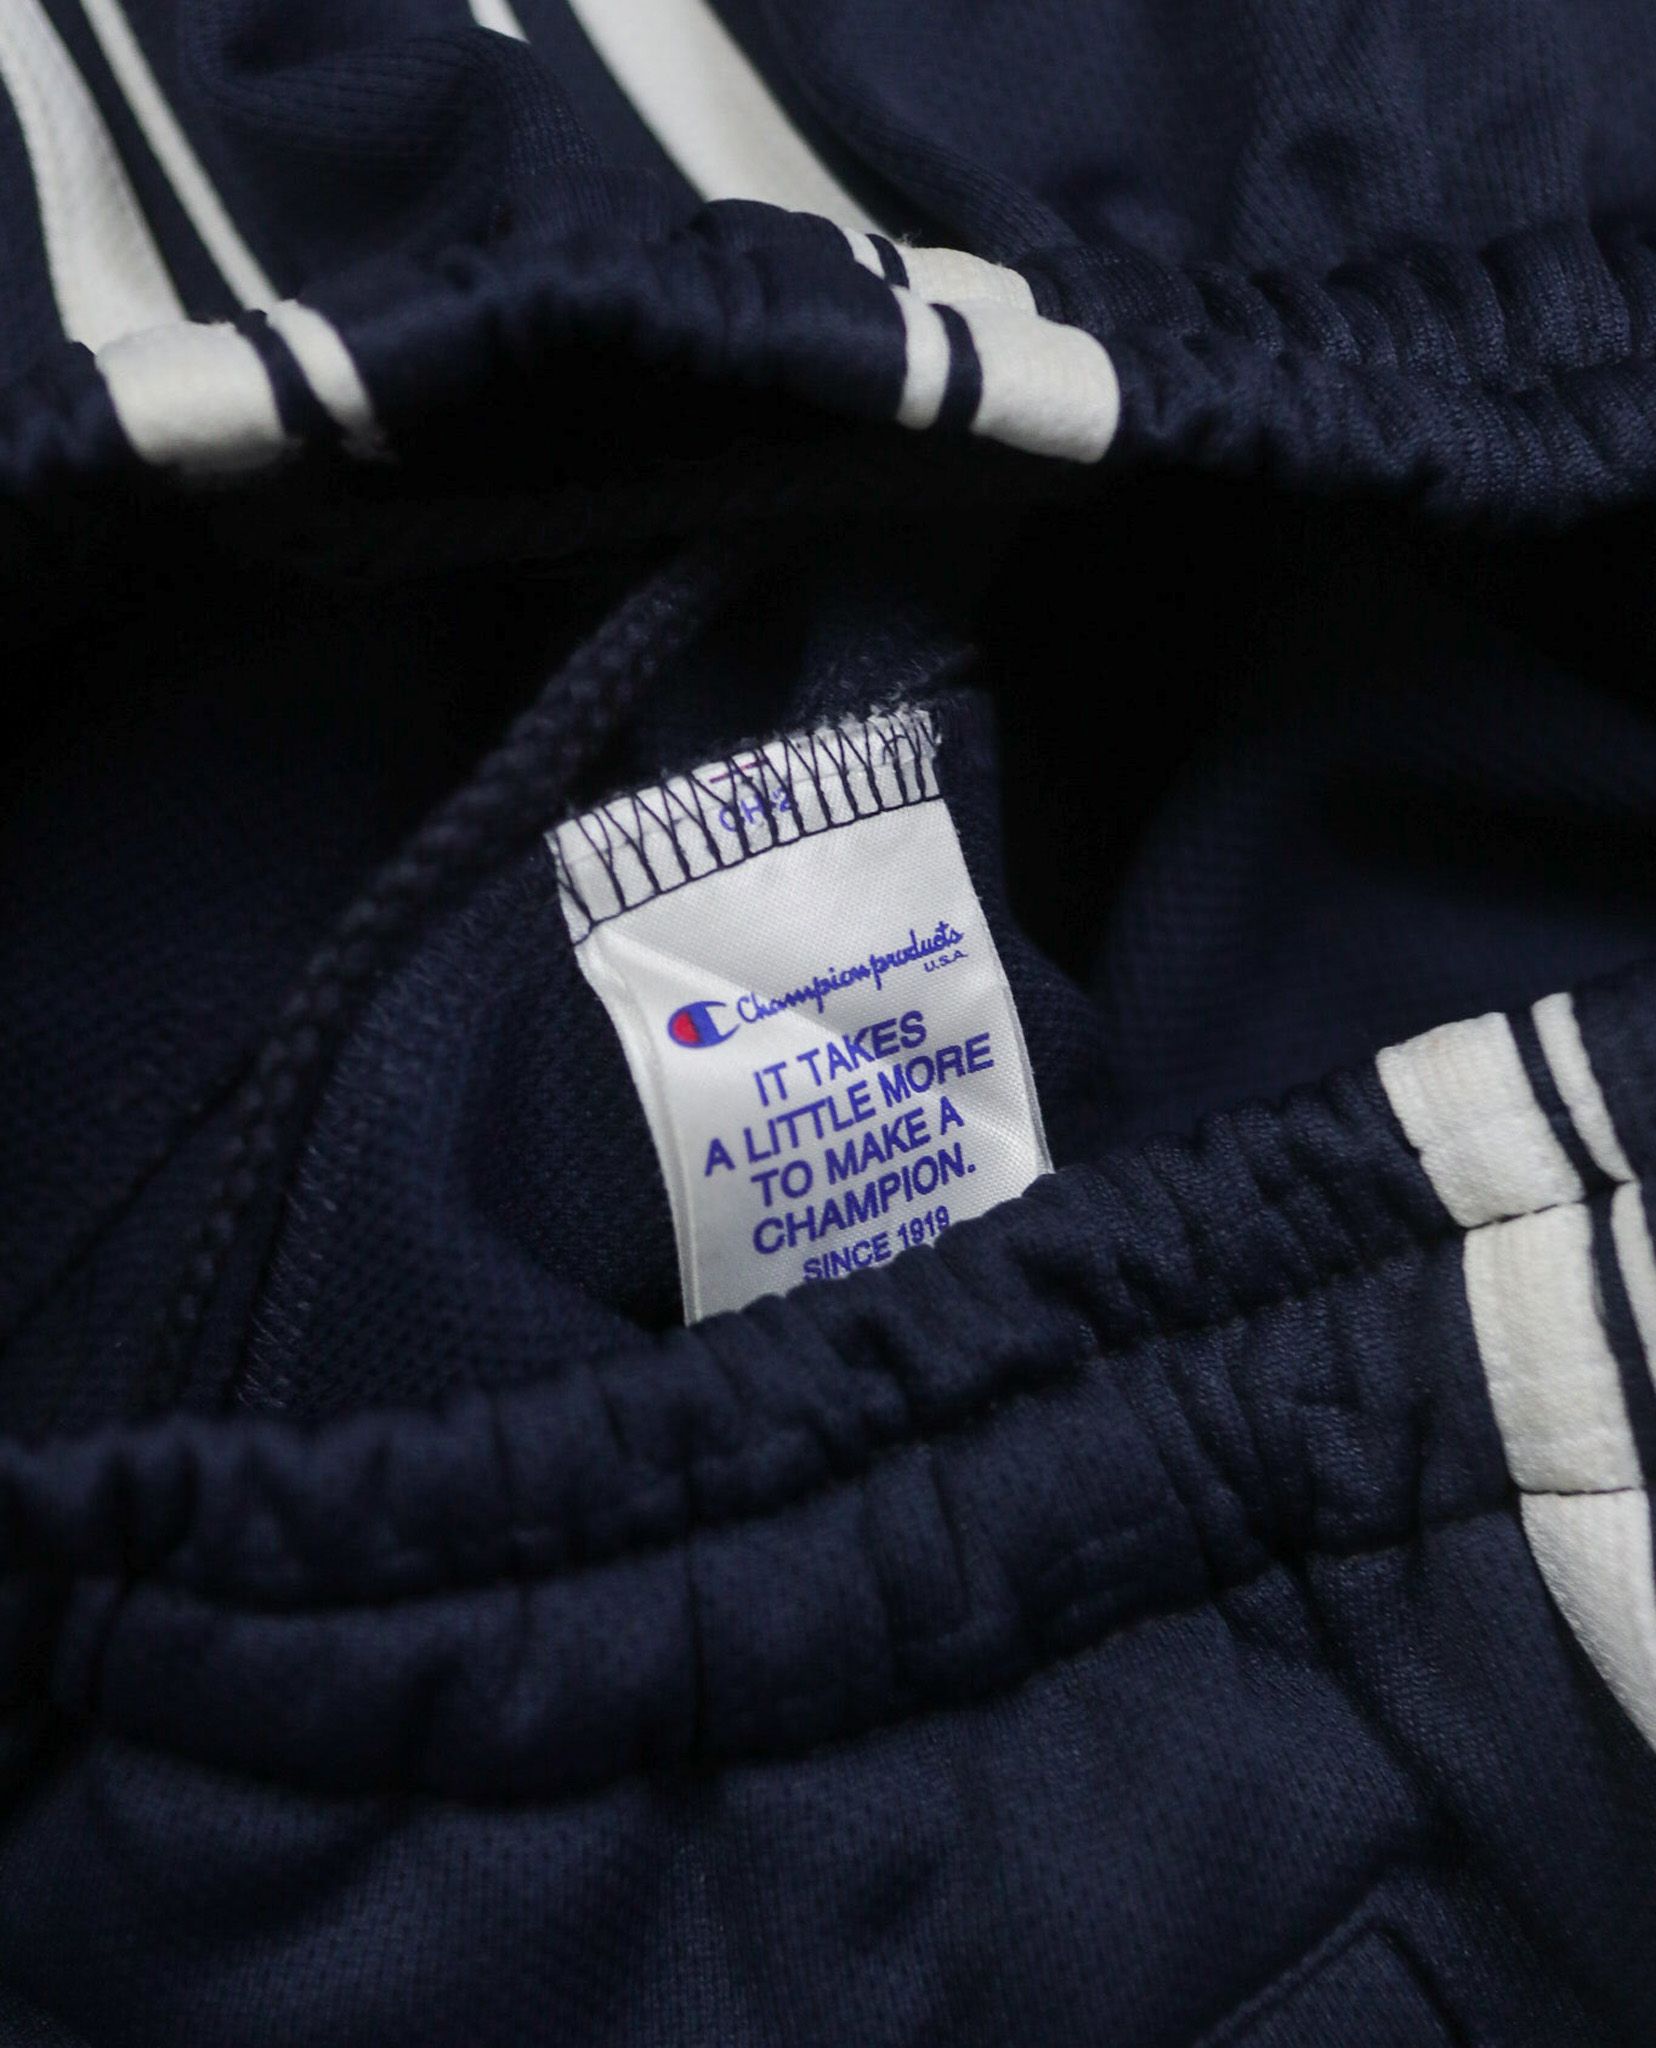 Champion products
U.S.A.
IT TAKES
A LITTLE MORE
TO MAKE A
CHAMPION.
SINCE 1919